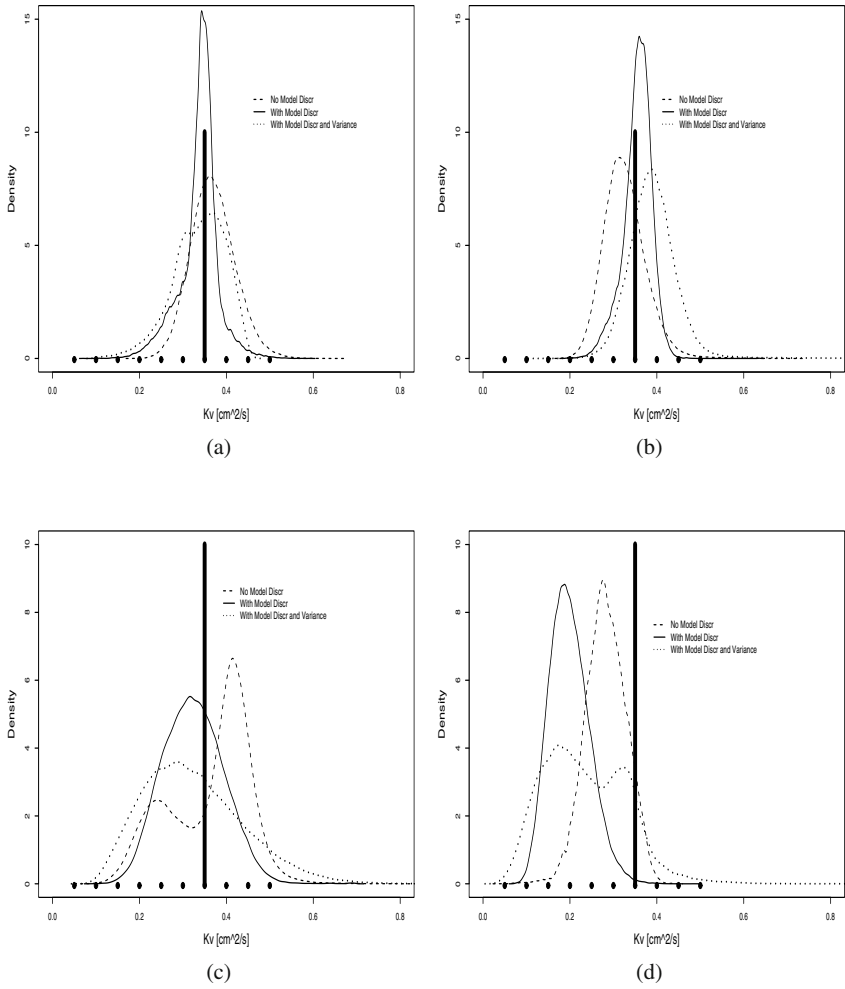 15
10
5
0
Density
No Model Discr
With Model Discr
With Model Discr and Variance
0.0 0.2 0.4 0.6 0.8
Kv [cm^2/s]
(a)
15
10
5
0
Density
No Model Discr
With Model Discr
With Model Discr and Variance
0.0 0.2 0.4 0.6 0.8
Kv [cm^2/s]
(b)
10
8
6
4
2
0
Density
No Model Discr
With Model Discr
With Model Discr and Variance
0.0 0.2 0.4 0.6 0.8
Kv [cm^2/s]
(c)
10
8
6
4
2
0
Density
No Model Discr
With Model Discr
With Model Discr and Variance
0.0 0.2 0.4 0.6 0.8
Kv [cm^2/s]
(d)